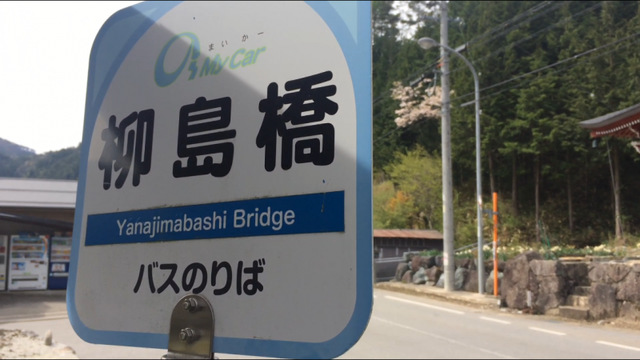 まいかー
My Car
柳島橋
Yanajimabashi Bridge
バスのりば